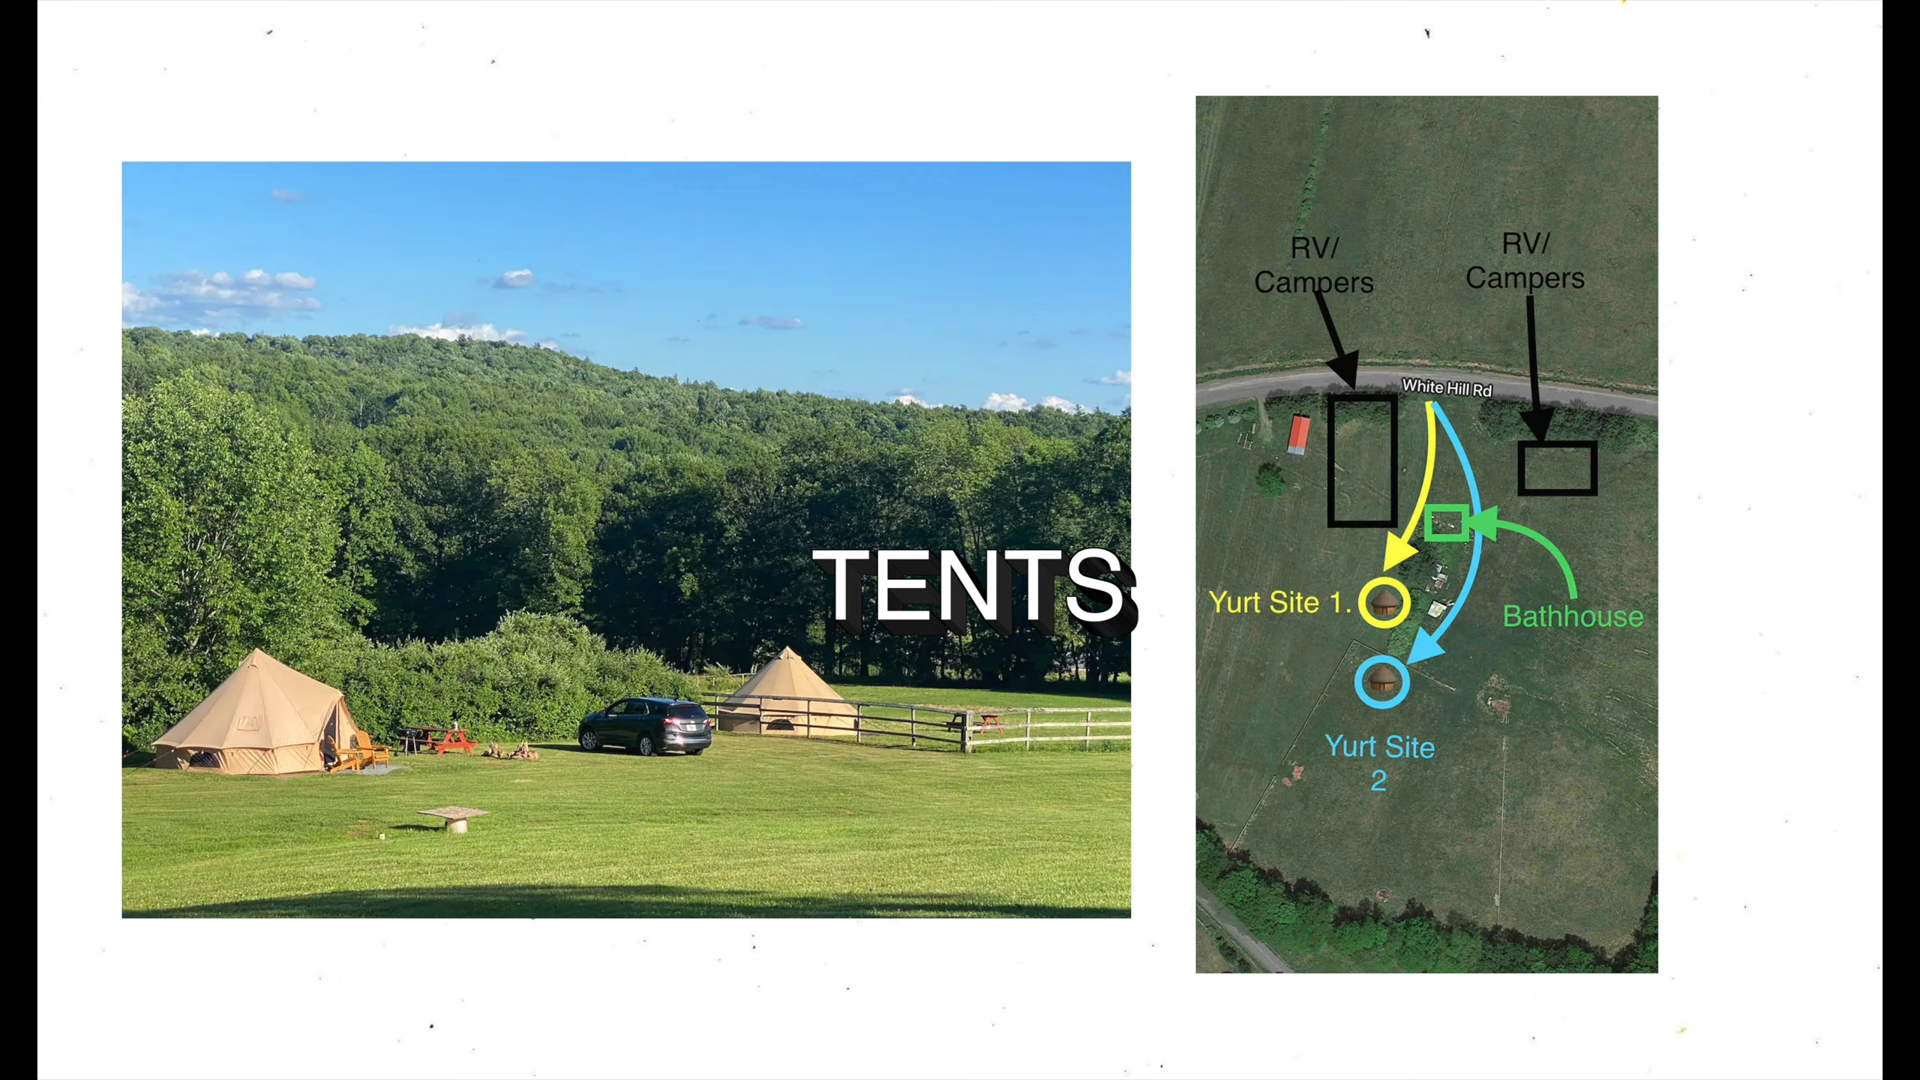 TENTS
RV/
Campers
RV/
Campers
White Hill Rd
Yurt Site 1.
Bathhouse
Yurt Site
2